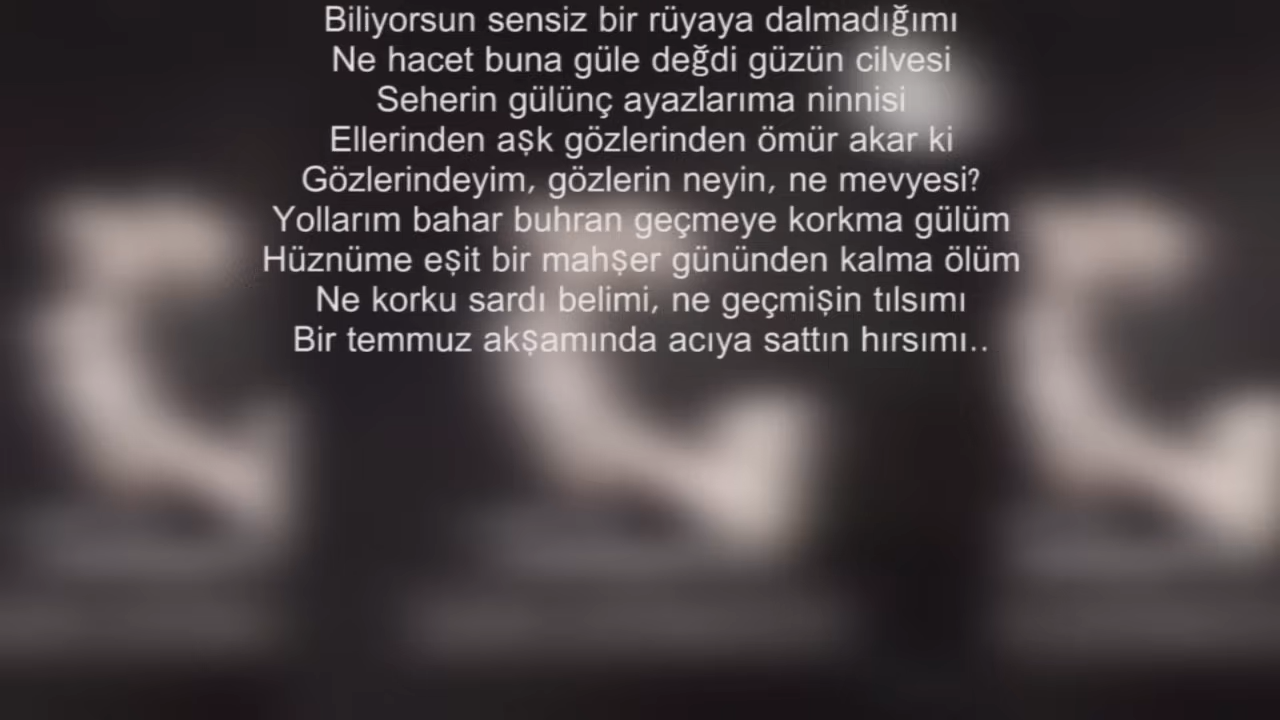 Biliyorsun sensiz bir rüyaya dalmadığımı
Ne hacet buna güle değdi güzün cilvesi
Seherin gülünç ayazlarıma ninnisi
Ellerinden aşk gözlerinden ömür akar ki
Gözlerindeyim, gözlerin neyin, ne mevyesi?
Yollarım bahar buhran geçmeye korkma gülüm
Hüznüme eşit bir mahşer gününden kalma ölüm
Ne korku sardı belimi, ne geçmişin tılsımı
Bir temmuz akşamında acıya sattın hırsımı..